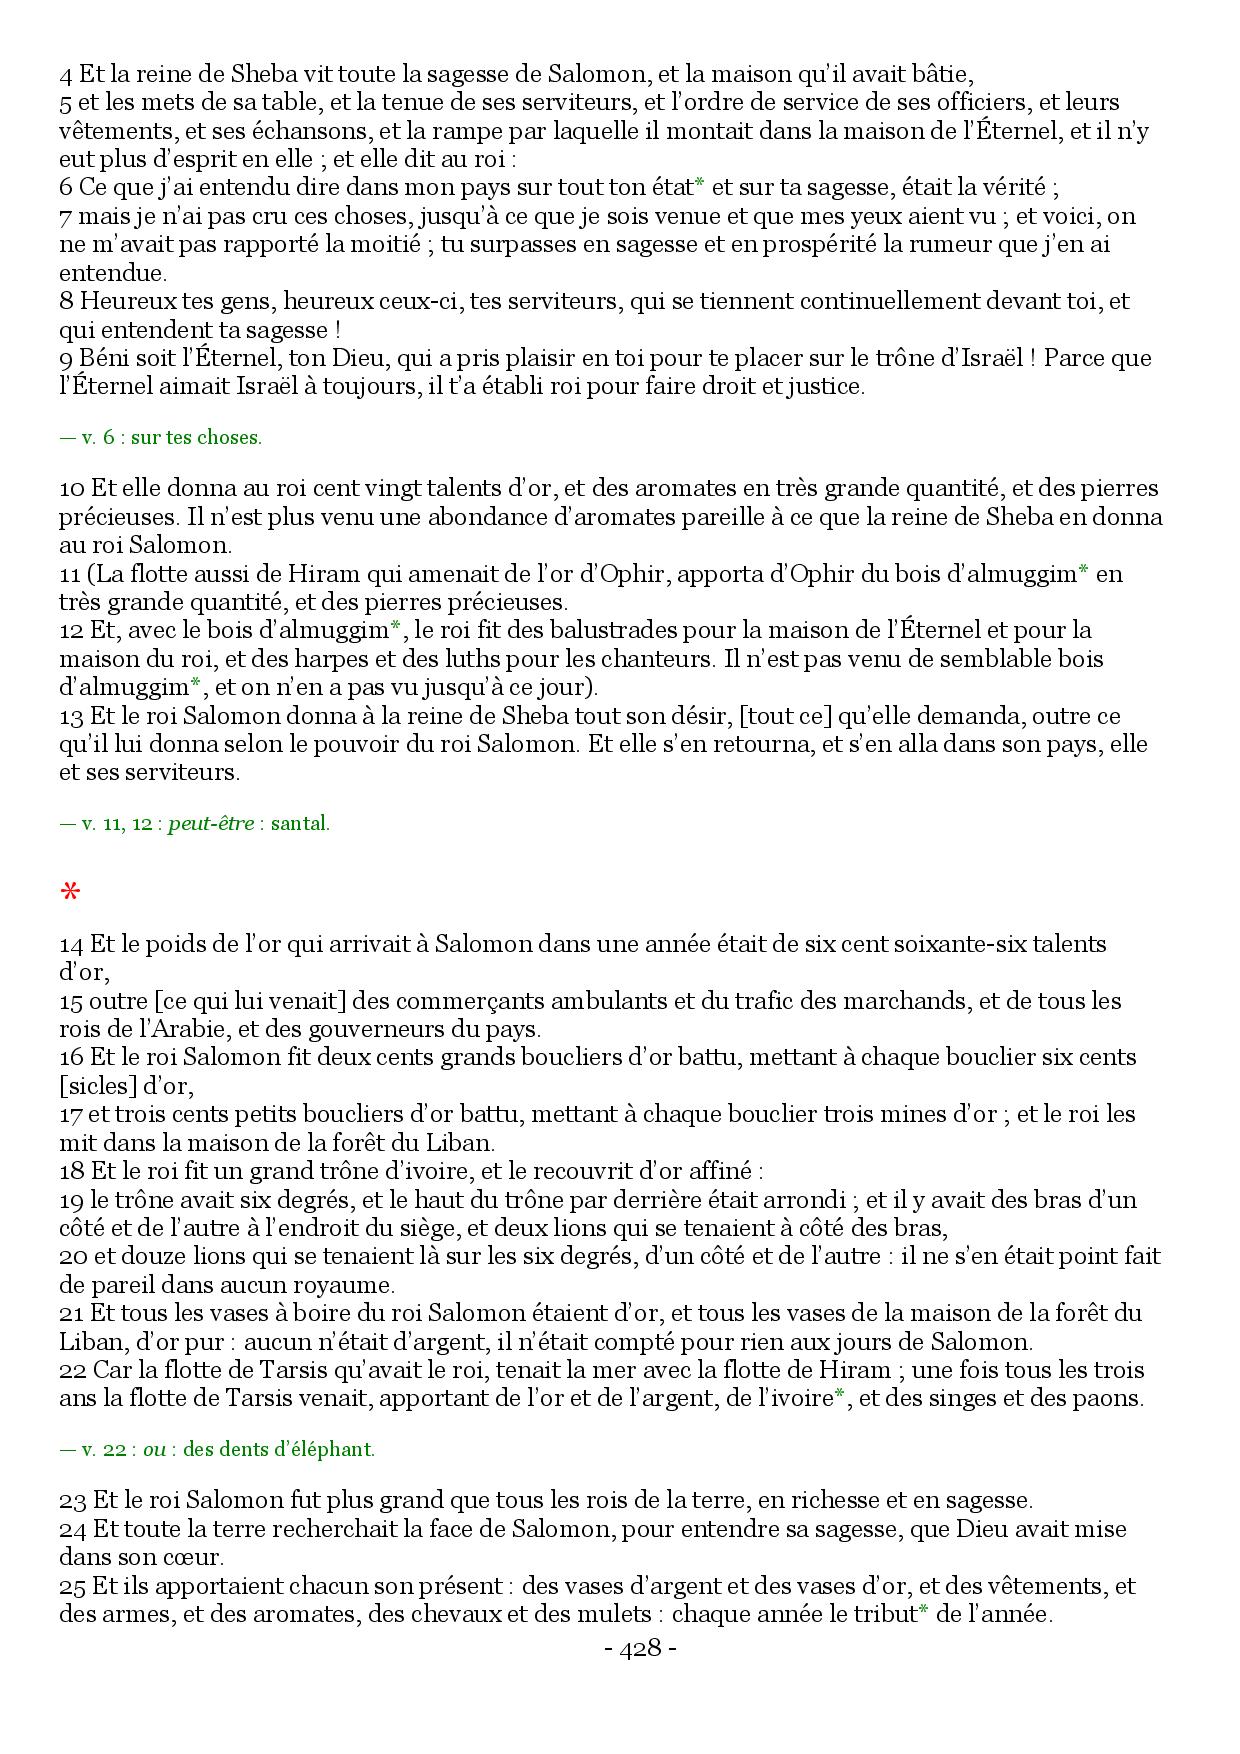 4 Et la reine de Sheba vit toute la sagesse de Salomon, et la maison qu’il avait bâtie,
5 et les mets de sa table, et la tenue de ses serviteurs, et l’ordre de service de ses officiers, et leurs
vêtements, et ses échansons, et la rampe par laquelle il montait dans la maison de l’Éternel, et il n’y
eut plus d’esprit en elle ; et elle dit au roi :
6 Ce que j’ai entendu dire dans mon pays sur tout ton état* et sur ta sagesse, était la vérité ;
7 mais je n’ai pas cru ces choses, jusqu’à ce que je sois venue et que mes yeux aient vu ; et voici, on
ne m’avait pas rapporté la moitié ; tu surpasses en sagesse et en prospérité la rumeur que j’en ai
entendue.
8 Heureux tes gens, heureux ceux-ci, tes serviteurs, qui se tiennent continuellement devant toi, et
qui entendent ta sagesse !
9 Béni soit l’Éternel, ton Dieu, qui a pris plaisir en toi pour te placer sur le trône d’Israël ! Parce que
l’Éternel aimait Israël à toujours, il t’a établi roi pour faire droit et justice.
— v. 6 : sur tes choses.
10 Et elle donna au roi cent vingt talents d’or, et des aromates en très grande quantité, et des pierres
précieuses. Il n’est plus venu une abondance d’aromates pareille à ce que la reine de Sheba en donna
au roi Salomon.
11 (La flotte aussi de Hiram qui amenait de l’or d’Ophir, apporta d’Ophir du bois d’almuggim* en
très grande quantité, et des pierres précieuses.
12 Et, avec le bois d’almuggim*, le roi fit des balustrades pour la maison de l’Éternel et pour la
maison du roi, et des harpes et des luths pour les chanteurs. Il n’est pas venu de semblable bois
d’almuggim*, et on n’en a pas vu jusqu’à ce jour).
13 Et le roi Salomon donna à la reine de Sheba tout son désir, [tout ce] qu’elle demanda, outre ce
qu’il lui donna selon le pouvoir du roi Salomon. Et elle s’en retourna, et s’en alla dans son pays, elle
et ses serviteurs.
— v. 11, 12 : peut-être : santal.
*
14 Et le poids de l’or qui arrivait à Salomon dans une année était de six cent soixante-six talents
d’or,
15 outre [ce qui lui venait] des commerçants ambulants et du trafic des marchands, et de tous les
rois de l’Arabie, et des gouverneurs du pays.
16 Et le roi Salomon fit deux cents grands boucliers d’or battu, mettant à chaque bouclier six cents
[sicles] d’or,
17 et trois cents petits boucliers d’or battu, mettant à chaque bouclier trois mines d’or ; et le roi les
mit dans la maison de la forêt du Liban.
18 Et le roi fit un grand trône d’ivoire, et le recouvrit d’or affiné :
19 le trône avait six degrés, et le haut du trône par derrière était arrondi ; et il y avait des bras d’un
côté et de l’autre à l’endroit du siège, et deux lions qui se tenaient à côté des bras,
20 et douze lions qui se tenaient là sur les six degrés, d’un côté et de l’autre : il ne s’en était point fait
de pareil dans aucun royaume.
21 Et tous les vases à boire du roi Salomon étaient d’or, et tous les vases de la maison de la forêt du
Liban, d’or pur : aucun n’était d’argent, il n’était compté pour rien aux jours de Salomon.
22 Car la flotte de Tarsis qu’avait le roi, tenait la mer avec la flotte de Hiram ; une fois tous les trois
ans la flotte de Tarsis venait, apportant de l’or et de l’argent, de l’ivoire*, et des singes et des paons.
— v. 22 : ou : des dents d’éléphant.
23 Et le roi Salomon fut plus grand que tous les rois de la terre, en richesse et en sagesse.
24 Et toute la terre recherchait la face de Salomon, pour entendre sa sagesse, que Dieu avait mise
dans son cœur.
25 Et ils apportaient chacun son présent : des vases d’argent et des vases d’or, et des vêtements, et
des armes, et des aromates, des chevaux et des mulets : chaque année le tribut* de l’année.
- 428 -